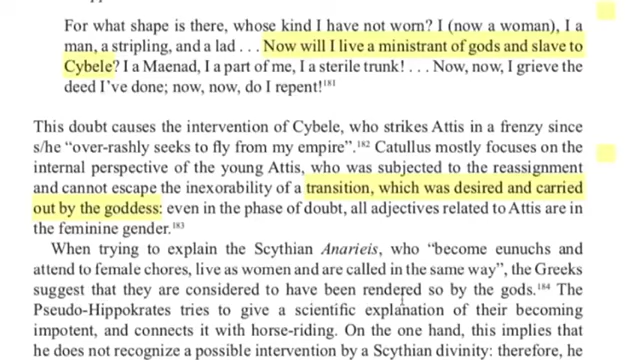 For what shape is there, whose kind I have not worn? I (now a woman), I a
man, a stripling, and a lad . . . Now will I live a ministrant of gods and slave to
Cybele? I a Maenad, I a part of me, I a sterile trunk! . . . Now, now, I grieve the
deed I've done; now, now, do I repent!181
This doubt causes the intervention of Cybele, who strikes Attis in a frenzy since
s/he “over-rashly seeks to fly from my empire”.182 Catullus mostly focuses on the
internal perspective of the young Attis, who was subjected to the reassignment
and cannot escape the inexorability of a transition, which was desired and carried
out by the goddess: even in the phase of doubt, all adjectives related to Attis are in
the feminine gender.183
When trying to explain the Scythian Anarieis, who “become eunuchs and
attend to female chores, live as women and are called in the same way”, the Greeks
suggest that they are considered to have been rendered so by the gods.184 The
Pseudo-Hippokrates tries to give a scientific explanation of their becoming
impotent, and connects it with horse-riding. On the one hand, this implies that
he does not recognize a possible intervention by a Scythian divinity: therefore, he